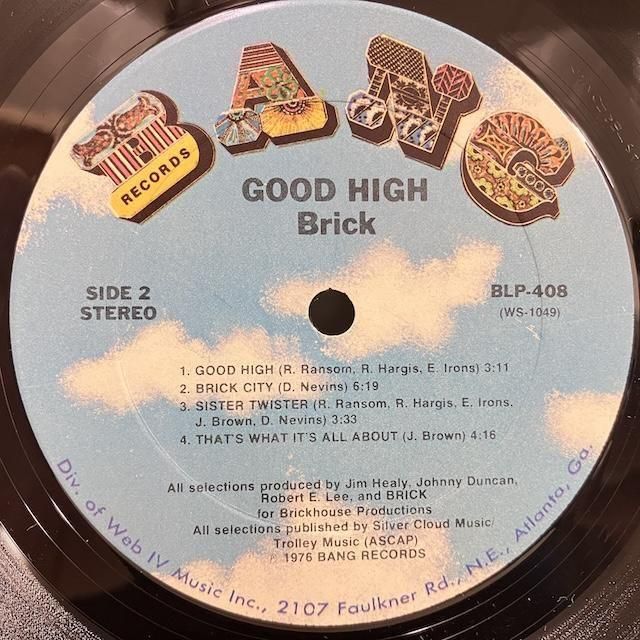 BANG
RECORDS
GOOD HIGH
Brick
SIDE 2
STEREO
BLP-408
(WS-1049)
1. GOOD HIGH (R. Ransom, R. Hargis, E. Irons) 3:11
2. BRICK CITY (D. Nevins) 6:19
3. SISTER TWISTER (R. Ransom, R. Hargis, E. Irons,
J. Brown, D. Nevins) 3:33
4. THAT'S WHAT IT'S ALL ABOUT (J. Brown) 4:16
All selections produced by Jim Healy, Johnny Duncan,
Robert E. Lee, and BRICK
for Brickhouse Productions
All selections published by Silver Cloud Music/
Trolley Music (ASCAP)
1976 BANG RECORDS
Div. of Web IV Music Inc., 2107 Faulkner Rd., N.E., Atlanta, Ga.